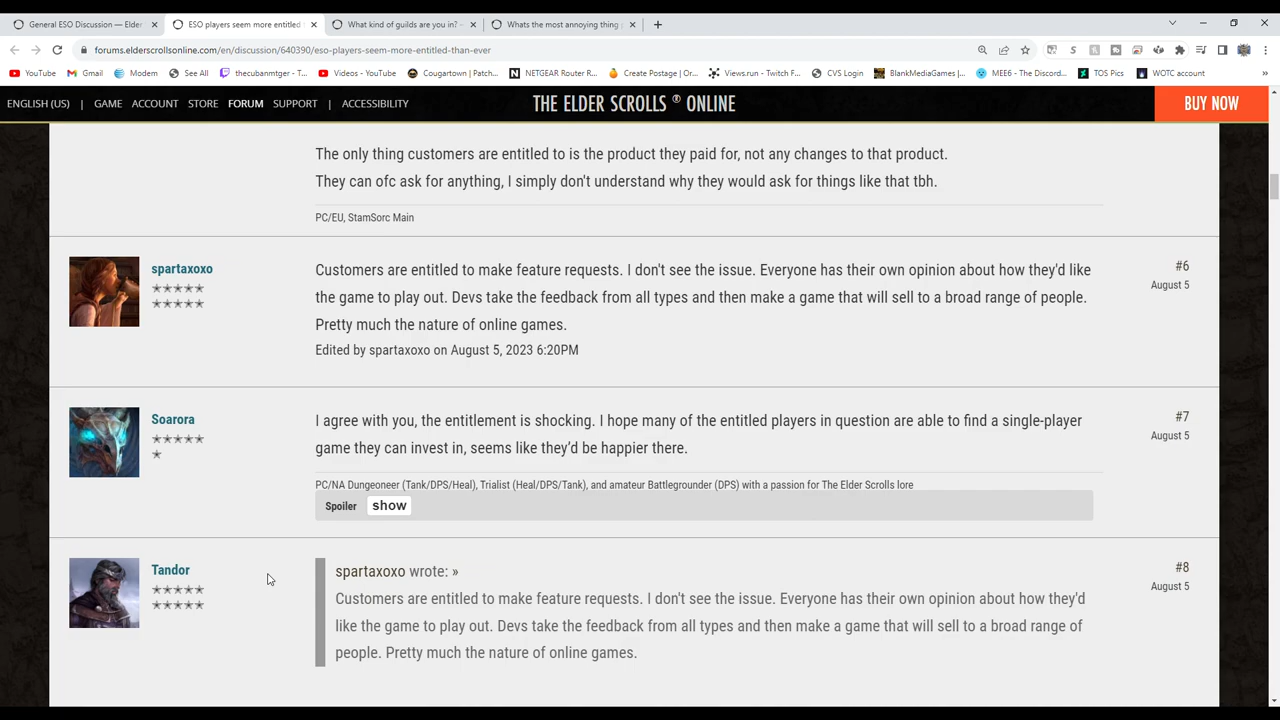 General ESO Discussion — Elder
ESO players seem more entitled
What kind of guilds are you in? -
Whats the most annoying thing
forums.elderscrollsonline.com/en/discussion/640390/eso-players-seem-more-entitled-than-ever
YouTube
Gmail
Modem
See All
thecubanmtger - T...
Videos - YouTube
Cougartown | Patch...
NETGEAR Router R...
Create Postage | Or...
Views.run - Twitch F...
CVS Login
BlankMediaGames |...
MEE6 - The Discord...
TOS Pics
WOTC account
»
ENGLISH (US) | GAME ACCOUNT STORE FORUM SUPPORT | ACCESSIBILITY
THE ELDER SCROLLS ® ONLINE
BUY NOW
The only thing customers are entitled to is the product they paid for, not any changes to that product.
They can ofc ask for anything, I simply don't understand why they would ask for things like that tbh.
PC/EU, StamSorc Main
spartaxoxo
Customers are entitled to make feature requests. I don't see the issue. Everyone has their own opinion about how they'd like
the game to play out. Devs take the feedback from all types and then make a game that will sell to a broad range of people.
Pretty much the nature of online games.
Edited by spartaxoxo on August 5, 2023 6:20PM
#6
August 5
Soarora
I agree with you, the entitlement is shocking. I hope many of the entitled players in question are able to find a single-player
game they can invest in, seems like they'd be happier there.
PC/NA Dungeoneer (Tank/DPS/Heal), Trialist (Heal/DPS/Tank), and amateur Battlegrounder (DPS) with a passion for The Elder Scrolls lore
Spoiler show
#7
August 5
Tandor
spartaxoxo wrote: »
Customers are entitled to make feature requests. I don't see the issue. Everyone has their own opinion about how they'd
like the game to play out. Devs take the feedback from all types and then make a game that will sell to a broad range of
people. Pretty much the nature of online games.
#8
August 5